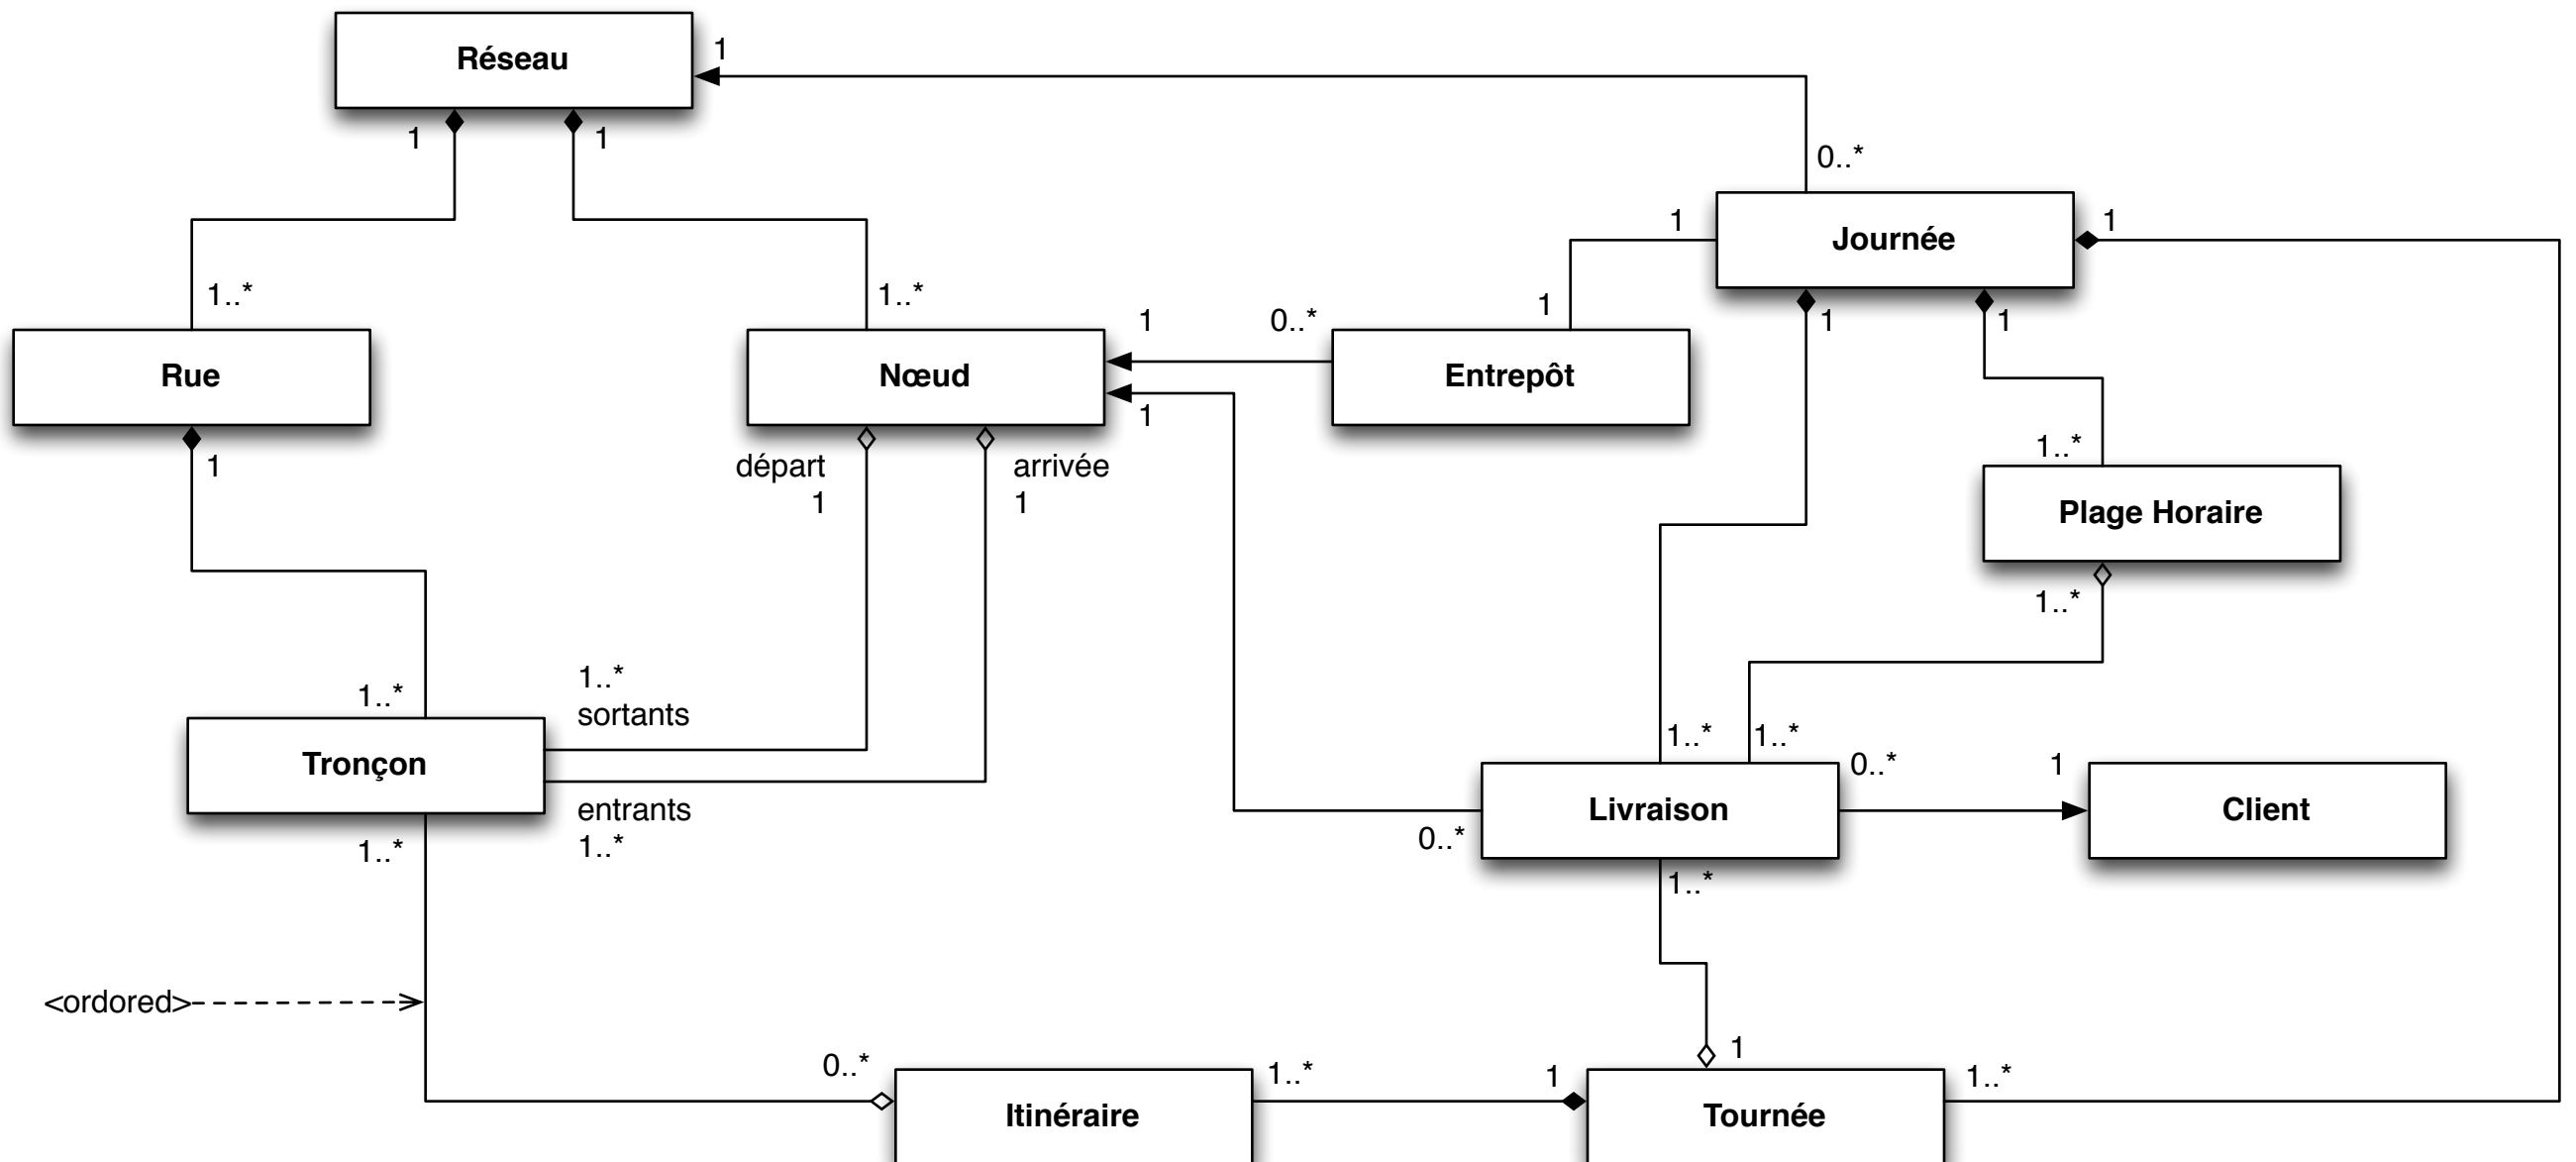 Réseau
1
1
1
0..*
1
Journée
1
1..*
1..*
1
1
1
1
0..*
Rue
Nœud
Entrepôt
1
1
départ
1
arrivée
1
1..*
Plage Horaire
1..*
1..*
sortants
1..*
1..*
1..*
Tronçon
entrants
1..*
1..*
0..*
Livraison
0..*
1
Client
1..*
<ordored>
0..*
Itinéraire
1..*
1
1
Tournée
1..*